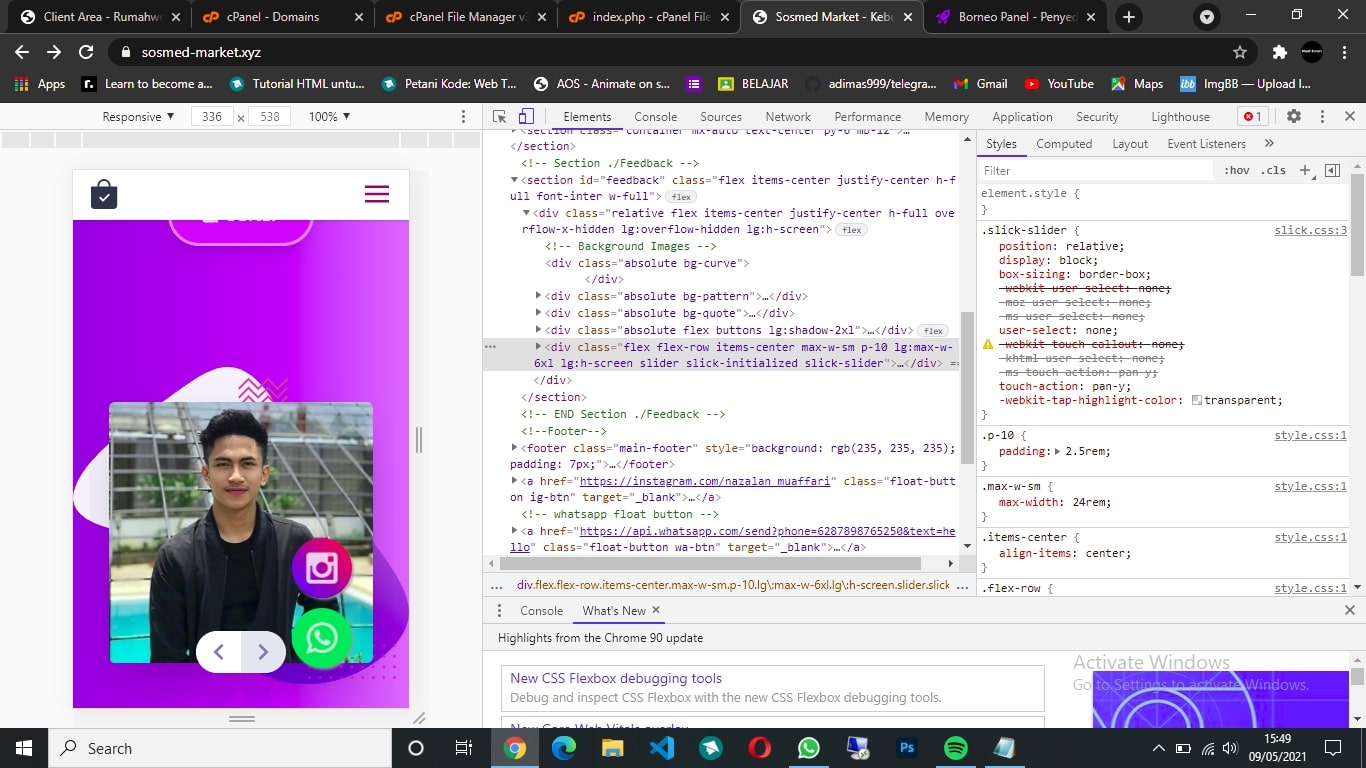 Client Area - Rumahwe
cPanel - Domains
cPanel File Manager v3
index.php - cPanel File
Sosmed Market - Kebu
Borneo Panel - Penyed
sosmed-market.xyz
Apps
Learn to become a...
Tutorial HTML untu...
Petani Kode: Web T...
AOS - Animate on s...
BELAJAR
adimas999/telegra...
Gmail
YouTube
Maps
ImgBB — Upload I...
Responsive 336 × 538 100%
Elements Console Sources Network Performance Memory Application Security Lighthouse 1
Styles Computed Layout Event Listeners
<section class="container mx-auto text-center py-6 mb-12">…
</section>
<!-- Section ./Feedback -->
<section id="feedback" class="flex items-center justify-center h-f
ull font-inter w-full"> flex
<div class="relative flex items-center justify-center h-full ove
rflow-x-hidden lg:overflow-hidden lg:h-screen"> flex
<!-- Background Images -->
<div class="absolute bg-curve">
</div>
<div class="absolute bg-pattern">…</div>
<div class="absolute bg-quote">…</div>
<div class="absolute flex buttons lg:shadow-2xl">…</div> flex
<div class="flex flex-row items-center max-w-sm p-10 lg:max-w-
6xl lg:h-screen slider slick-initialized slick-slider">…</div> ==
</div>
</section>
<!-- END Section ./Feedback -->
<!--Footer-->
<footer class="main-footer" style="background: rgb(235, 235, 235);
padding: 7px;">…</footer>
<a href="https://instagram.com/nazalan_muaffari" class="float-butt
on ig-btn" target="_blank">…</a>
<!-- whatsapp float button -->
<a href="https://api.whatsapp.com/send?phone=6287898765250&text=he
llo" class="float-button wa-btn" target="_blank">…</a>
... div.flex.flex-row.items-center.max-w-sm.p-10.lg\:max-w-6xl.lg\:h-screen.slider.slick ...
Filter :hov .cls
element.style {
}
.slick-slider { slick.css:3
position: relative;
display: block;
box-sizing: border-box;
-webkit-user-select: none;
-moz-user-select: none;
-ms-user-select: none;
user-select: none;
-webkit-touch-callout: none;
-khtml-user-select: none;
-ms-touch-action: pan-y;
touch-action: pan-y;
-webkit-tap-highlight-color: transparent;
}
.p-10 { style.css:1
padding: 2.5rem;
}
.max-w-sm { style.css:1
max-width: 24rem;
}
.items-center { style.css:1
align-items: center;
}
.flex-row { style.css:1
Console What's New
Highlights from the Chrome 90 update
New CSS Flexbox debugging tools
Debug and inspect CSS Flexbox with the new CSS Flexbox debugging tools.
New Core Web Vitals overlay
Activate Windows
Go to Settings to activate Windows.
Search
Ps
15:49
09/05/2021